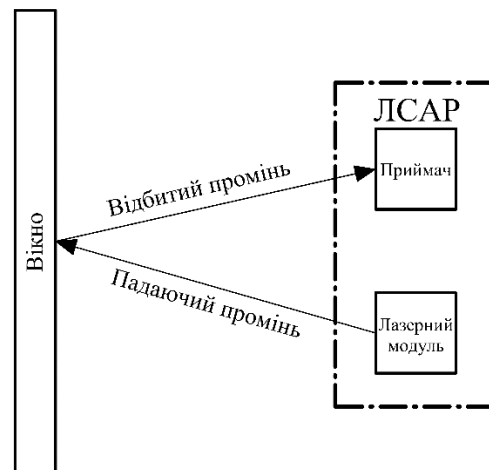 ЛСАР
Приймач
Відбитий промінь
Вікно
Падаючий промінь
Лазерний
модуль